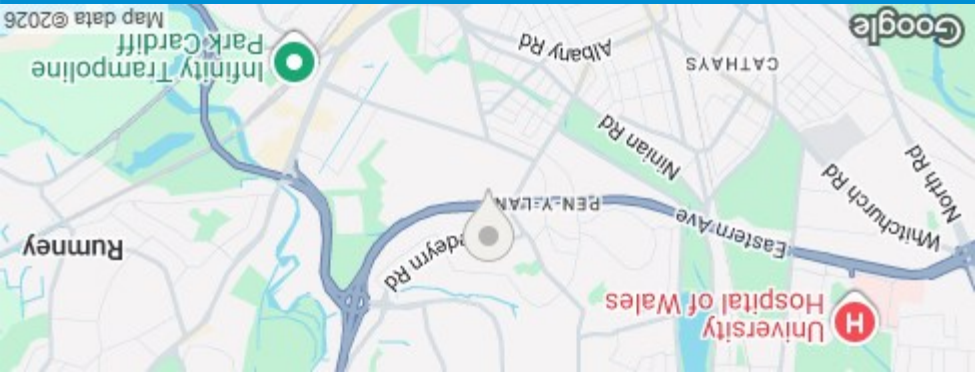 University
Hospital of Wales
H
Rumney
Eastern Ave
Whitchurch Rd
North Rd
PEN-Y-LAN
Ninian Rd
CATHAYS
Albany Rd
Infinity Trampoline
Park Cardiff
Google
Map data ©2026